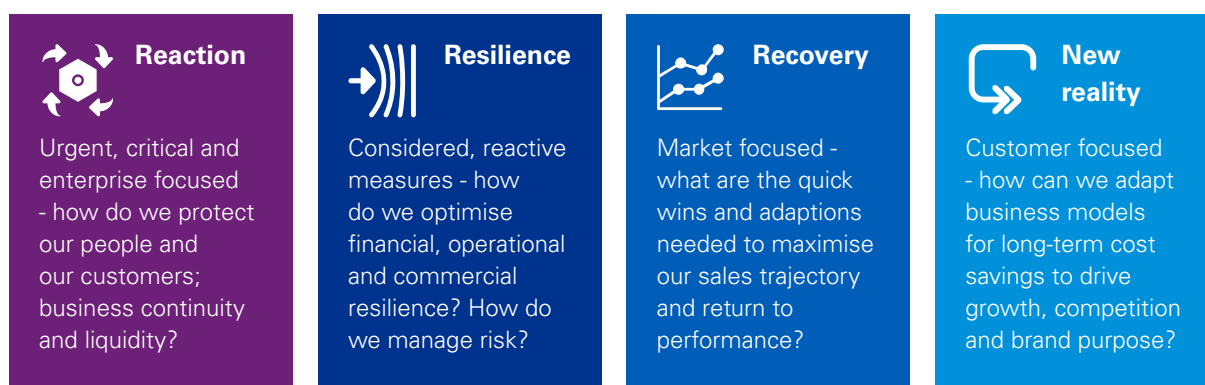 Reaction
Urgent, critical and
enterprise focused
- how do we protect
our people and
our customers;
business continuity
and liquidity?
Resilience
Considered, reactive
measures - how
do we optimise
financial, operational
and commercial
resilience? How do
we manage risk?
Recovery
Market focused -
what are the quick
wins and adaptions
needed to maximise
our sales trajectory
and return to
performance?
New
reality
Customer focused
- how can we adapt
business models
for long-term cost
savings to drive
growth, competition
and brand purpose?